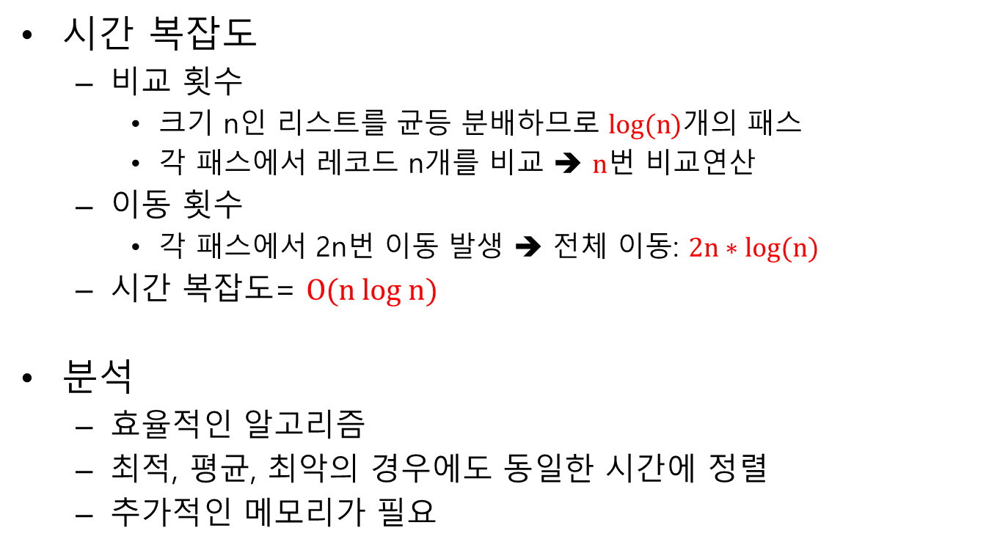 • 시간 복잡도
– 비교 횟수
• 크기 n인 리스트를 균등 분배하므로 log(n)개의 패스
• 각 패스에서 레코드 n개를 비교 ➔ n번 비교연산
– 이동 횟수
• 각 패스에서 2n번 이동 발생 ➔ 전체 이동: 2n * log(n)
– 시간 복잡도= O(n log n)
• 분석
– 효율적인 알고리즘
– 최적, 평균, 최악의 경우에도 동일한 시간에 정렬
– 추가적인 메모리가 필요